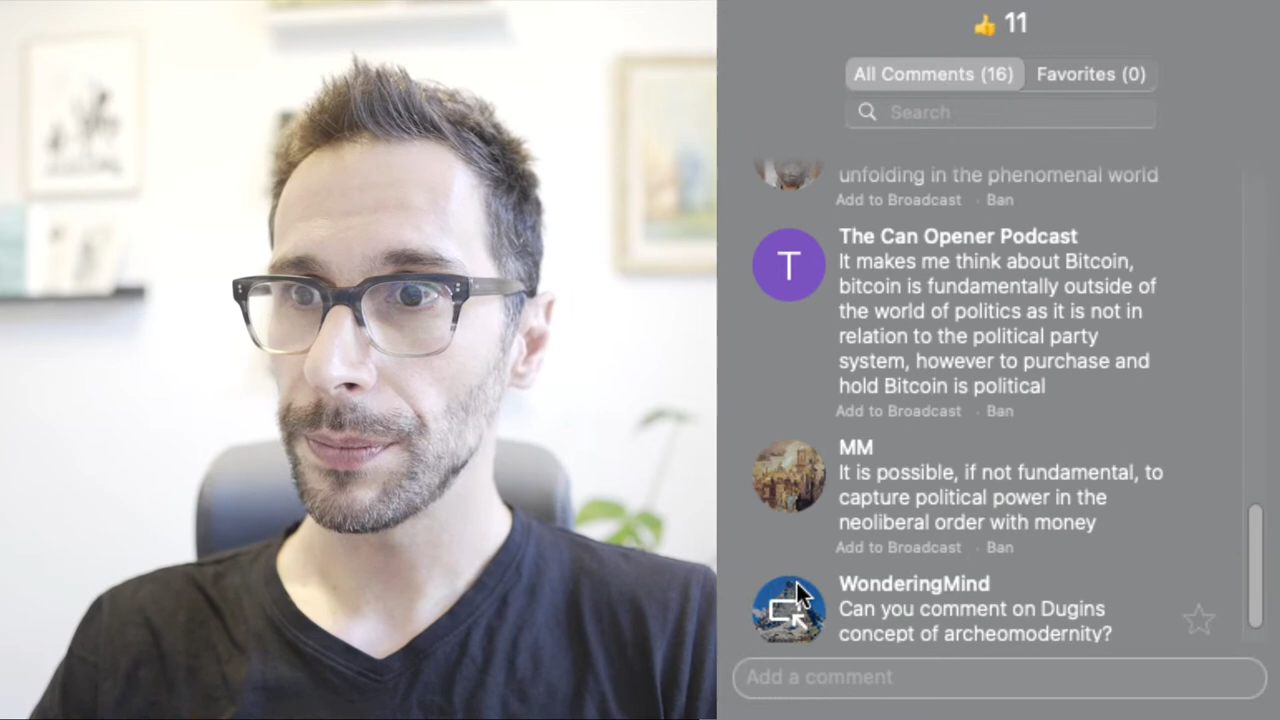 👍 11
All Comments (16) Favorites (0)
Search
unfolding in the phenomenal world
Add to Broadcast · Ban
T
The Can Opener Podcast
It makes me think about Bitcoin,
bitcoin is fundamentally outside of
the world of politics as it is not in
relation to the political party
system, however to purchase and
hold Bitcoin is political
Add to Broadcast · Ban
MM
It is possible, if not fundamental, to
capture political power in the
neoliberal order with money
Add to Broadcast · Ban
WonderingMind
Can you comment on Dugins
concept of archeomodernity?
Add a comment